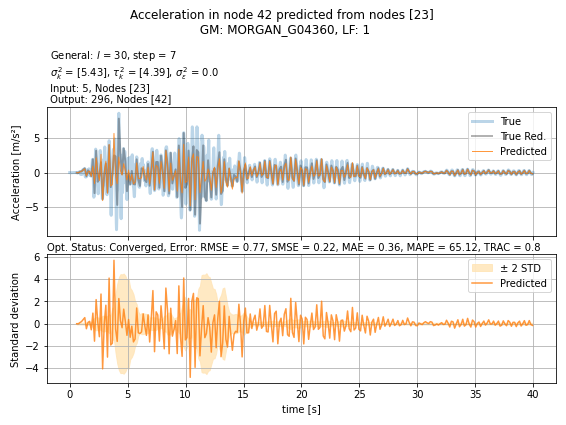 Acceleration in node 42 predicted from nodes [23]
GM: MORGAN_G04360, LF: 1
General: l = 30, step = 7
σ²ₖ = [5.43], τ²ₖ = [4.39], σ²ₑ = 0.0
Input: 5, Nodes [23]
Output: 296, Nodes [42]
Acceleration [m/s²]
5
0
−5
True
True Red.
Predicted
Opt. Status: Converged, Error: RMSE = 0.77, SMSE = 0.22, MAE = 0.36, MAPE = 65.12, TRAC = 0.8
Standard deviation
6
4
2
0
−2
−4
± 2 STD
Predicted
0 5 10 15 20 25 30 35 40
time [s]